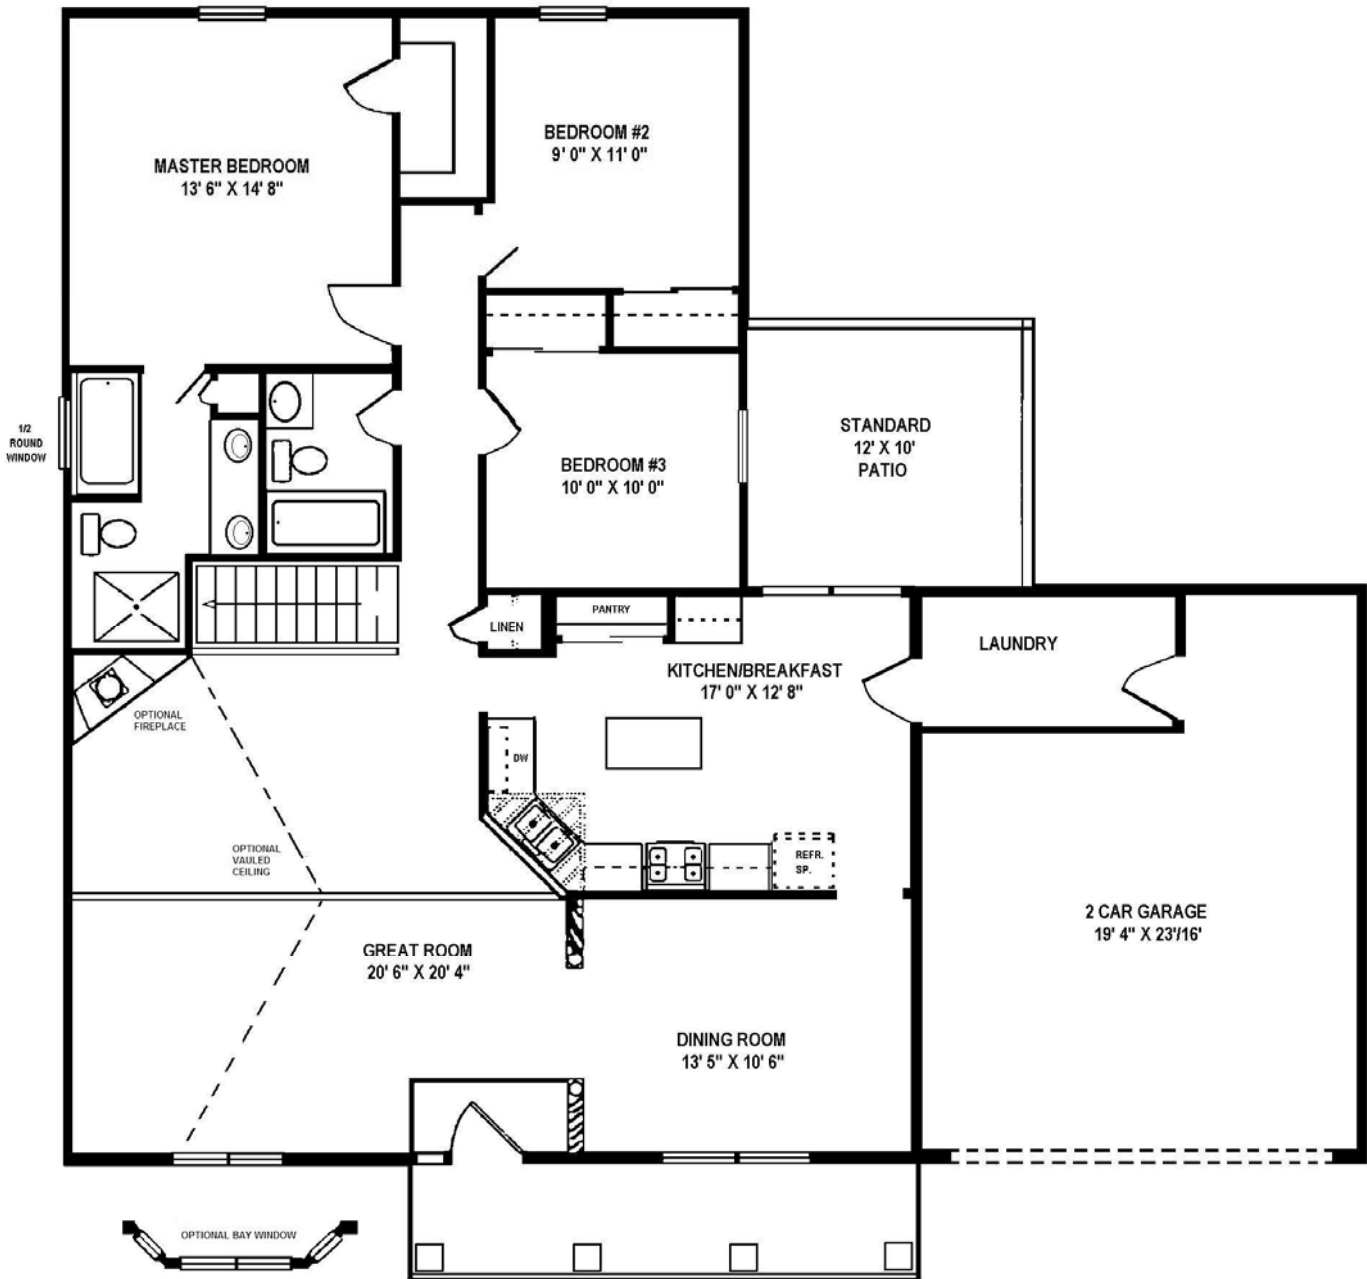 MASTER BEDROOM
13' 6" X 14' 8"
BEDROOM #2
9' 0" X 11' 0"
1/2
ROUND
WINDOW
BEDROOM #3
10' 0" X 10' 0"
STANDARD
12' X 10'
PATIO
LINEN
PANTRY
KITCHEN/BREAKFAST
17' 0" X 12' 8"
LAUNDRY
OPTIONAL
FIREPLACE
DW
OPTIONAL
VAULED
CEILING
REFR.
SP.
GREAT ROOM
20' 6" X 20' 4"
2 CAR GARAGE
19' 4" X 23'/16'
DINING ROOM
13' 5" X 10' 6"
OPTIONAL BAY WINDOW